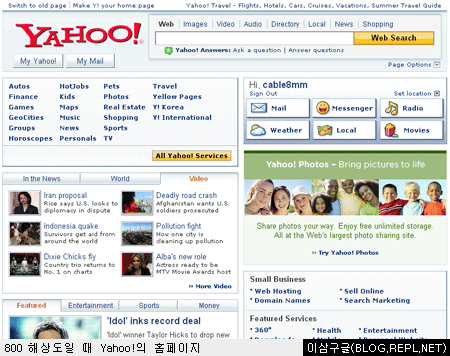 Switch to old page | Make Y! your home page
Yahoo! Travel - Flights, Hotels, Cars, Cruises, Vacations, Summer Travel Guide
YAHOO!
My Yahoo!
My Mail
Web | Images | Video | Audio | Directory | Local | News | Shopping
Web Search
Yahoo! Answers: Ask a question | Answer questions
Page Options
Autos HotJobs Pets Travel
Finance Kids Photos Yellow Pages
Games Maps Real Estate Y! Korea
GeoCities Music Shopping Y! International
Groups News Sports
Horoscopes Personals TV
All Yahoo! Services
Hi, cable8mm
Sign Out
Set location
Mail Messenger Radio
Weather Local Movies
In the News World Video
Iran proposal
Rice says U.S. looks to diplomacy in dispute
Deadly road crash
Afghanistan wants U.S. soldiers prosecuted
Indonesia quake
Survivors get aid from around the world
Pollution fight
How one city is cleaning up pollution
Dixie Chicks fly
Country trio returns to No. 1 on charts
Alba's new role
Actress ready to be MTV Movie Awards host
» More Video
Yahoo! Photos – Bring pictures to life
Share photos your way. Enjoy free unlimited storage.
All at the Web's largest photo sharing site.
» Try Yahoo! Photos
Small Business
· Web Hosting · Sell Online
· Domain Names · Search Marketing
Featured Services
· 360° · Health
Featured Entertainment Sports Money
'Idol' inks record deal
'Idol' winner Taylor Hicks to drop new
800 해상도일 때 Yahoo!의 홈페이지
이삼구글(BLOG.REPL.NET)